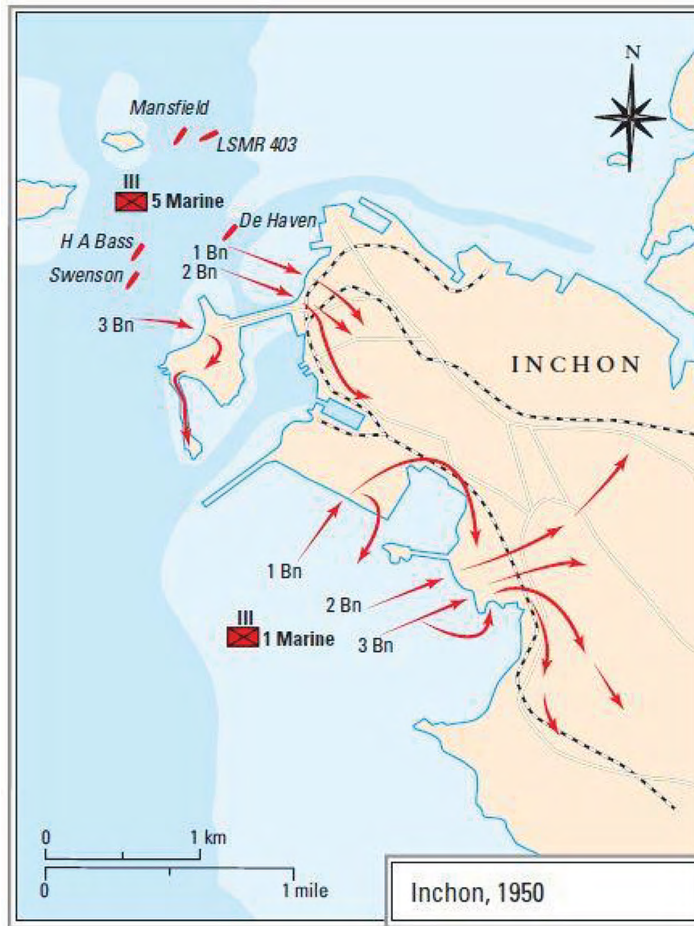 N
Mansfield
LSMR 403
III
5 Marine
De Haven
H A Bass
1 Bn
2 Bn
Swenson
3 Bn
INCHON
1 Bn
2 Bn
III
1 Marine
3 Bn
0
1 km
0
1 mile
Inchon, 1950